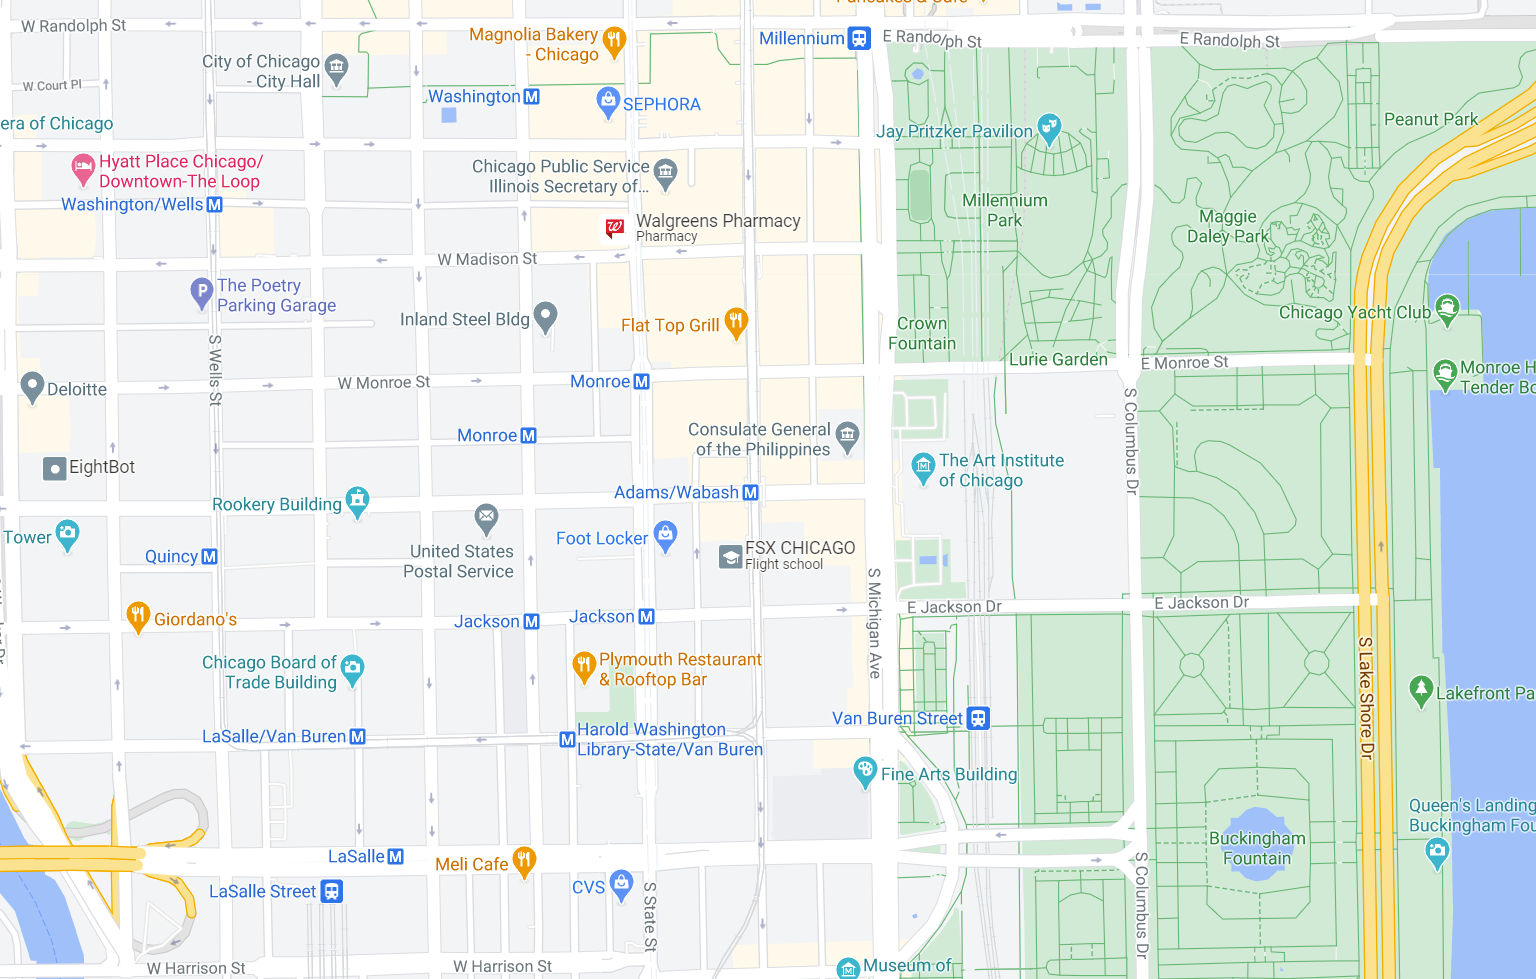 Pancakes & Cafe
W Randolph St
Magnolia Bakery
- Chicago
Millennium
E Randolph St
E Randolph St
City of Chicago
- City Hall
W Court Pl
Washington M
SEPHORA
era of Chicago
Jay Pritzker Pavilion
Peanut Park
Hyatt Place Chicago/
Downtown-The Loop
Chicago Public Service
Illinois Secretary of...
Washington/Wells M
Millennium
Park
Maggie
Daley Park
Walgreens Pharmacy
Pharmacy
W Madison St
P The Poetry
Parking Garage
Inland Steel Bldg
Flat Top Grill
Crown
Fountain
Chicago Yacht Club
S Wells St
Lurie Garden
E Monroe St
Monroe H
Tender Bo
Deloitte
W Monroe St
Monroe M
S Columbus Dr
Monroe M
Consulate General
of the Philippines
EightBot
The Art Institute
of Chicago
Rookery Building
Adams/Wabash M
Tower
United States
Postal Service
Foot Locker
FSX CHICAGO
Flight school
Quincy M
S Michigan Ave
Giordano's
Jackson M
Jackson M
E Jackson Dr
E Jackson Dr
Chicago Board of
Trade Building
Plymouth Restaurant
& Rooftop Bar
S Lake Shore Dr
Lakefront Pa
Van Buren Street
LaSalle/Van Buren M
M Harold Washington
Library-State/Van Buren
Fine Arts Building
Queen's Landing
Buckingham Fou
Buckingham
Fountain
LaSalle M
Meli Cafe
LaSalle Street
CVS
S State St
S Columbus Dr
W Harrison St
W Harrison St
Museum of